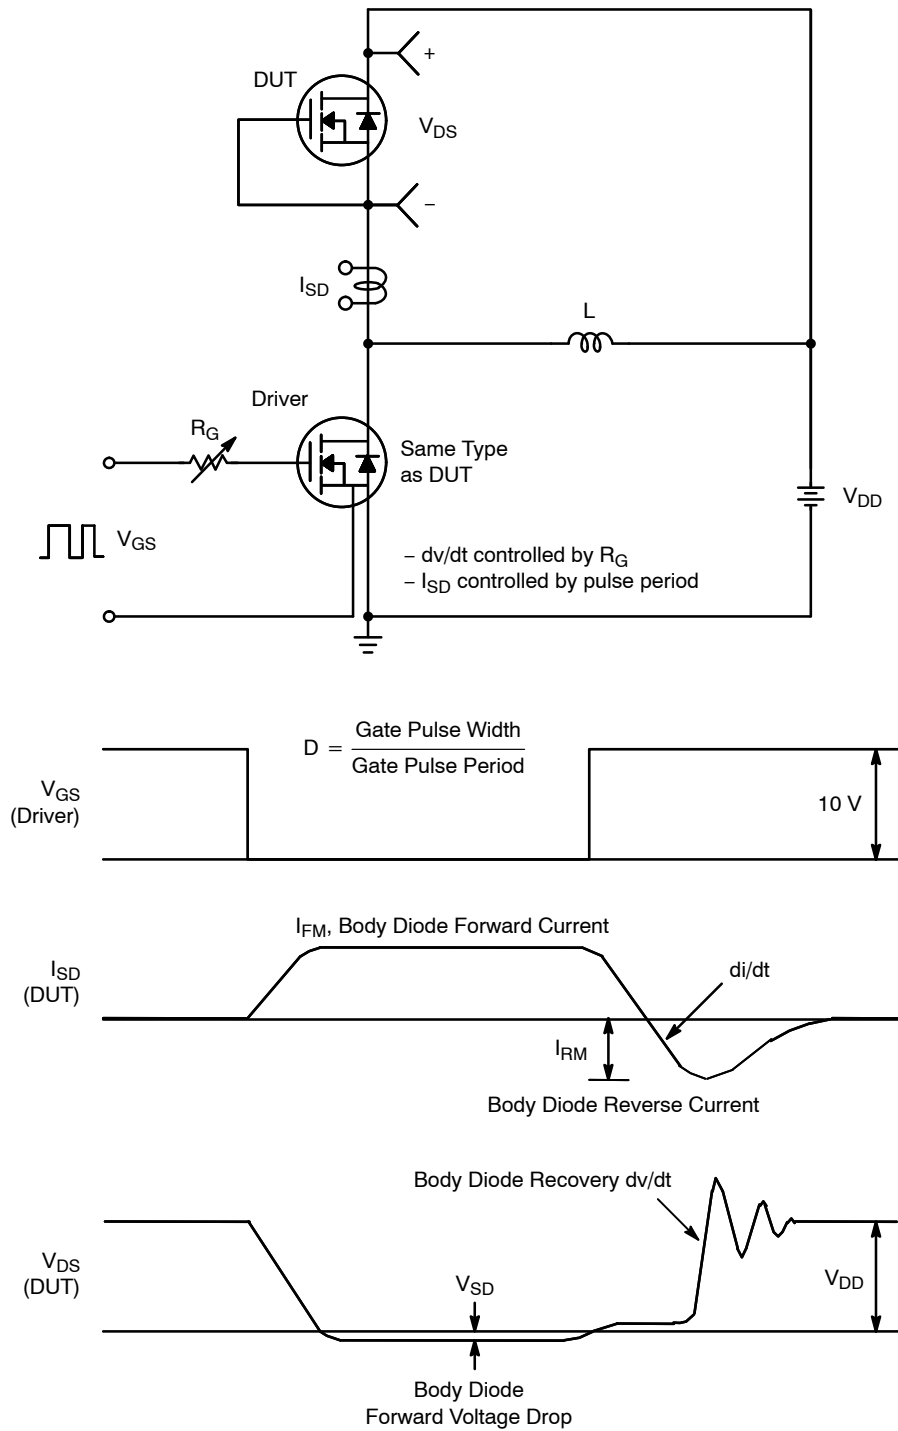 +
DUT
V_DS
−
I_SD
L
Driver
R_G
Same Type
as DUT
V_DD
V_GS
− dv/dt controlled by R_G
− I_SD controlled by pulse period
D = Gate Pulse Width
Gate Pulse Period
V_GS
(Driver)
10 V
I_FM, Body Diode Forward Current
I_SD
(DUT)
di/dt
I_RM
Body Diode Reverse Current
Body Diode Recovery dv/dt
V_DS
(DUT)
V_SD
V_DD
Body Diode
Forward Voltage Drop